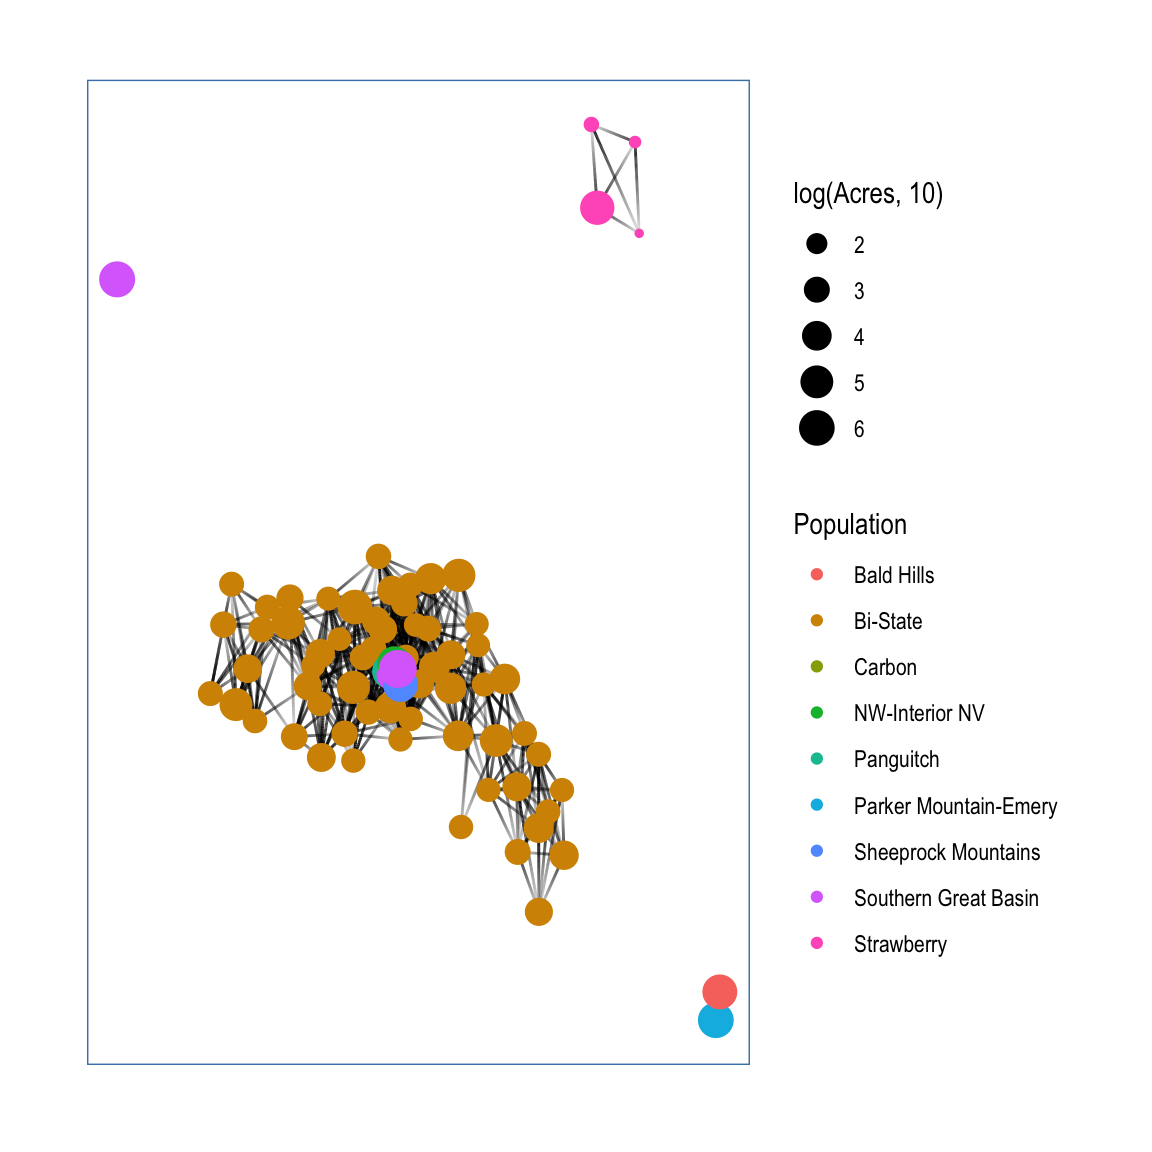 log(Acres, 10)
2
3
4
5
6
Population
Bald Hills
Bi-State
Carbon
NW-Interior NV
Panguitch
Parker Mountain-Emery
Sheeprock Mountains
Southern Great Basin
Strawberry